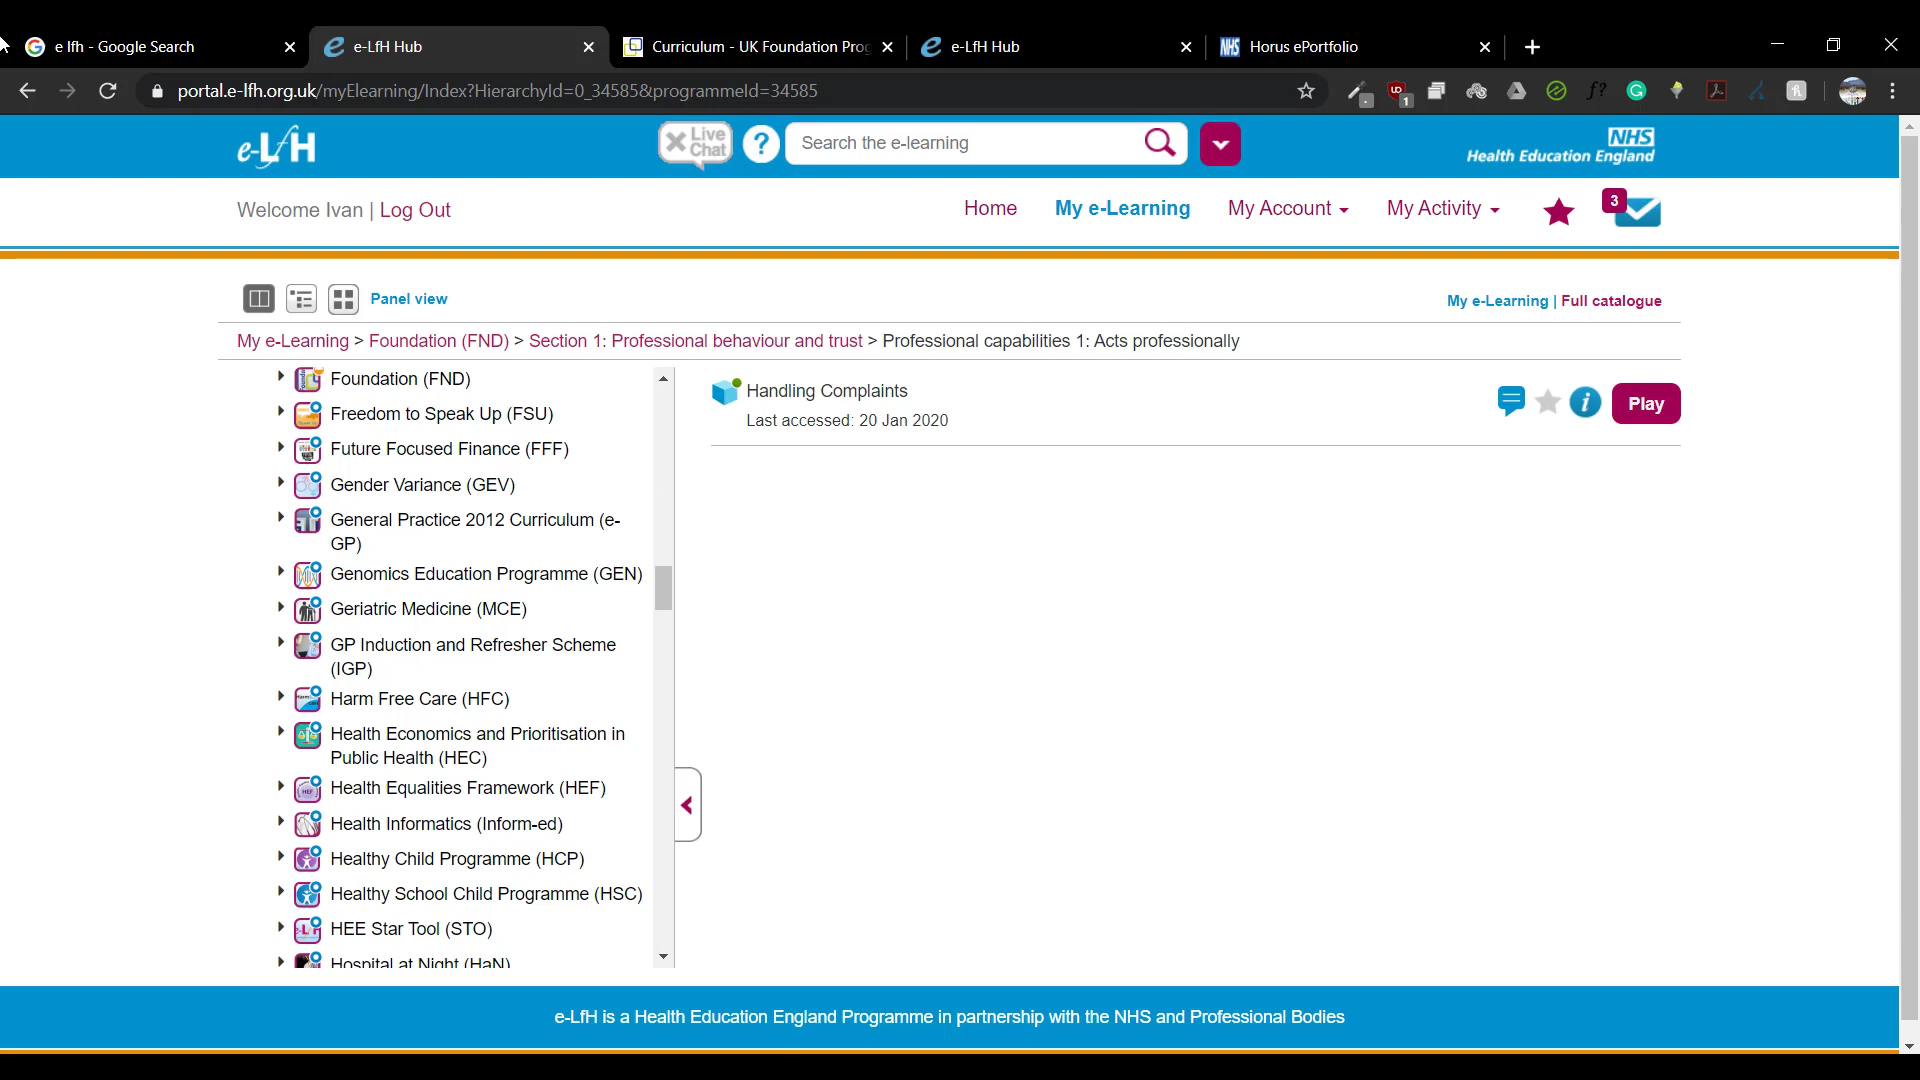 e lfh - Google Search
e-LfH Hub
Curriculum - UK Foundation Prog
e-LfH Hub
Horus ePortfolio
portal.e-lfh.org.uk/myElearning/Index?HierarchyId=0_34585&programmeId=34585
e-LfH
Live
Chat
?
Search the e-learning
NHS
Health Education England
Welcome Ivan | Log Out
Home
My e-Learning
My Account
My Activity
3
Panel view
My e-Learning | Full catalogue
My e-Learning > Foundation (FND) > Section 1: Professional behaviour and trust > Professional capabilities 1: Acts professionally
Foundation (FND)
Freedom to Speak Up (FSU)
Future Focused Finance (FFF)
Gender Variance (GEV)
General Practice 2012 Curriculum (e-
GP)
Genomics Education Programme (GEN)
Geriatric Medicine (MCE)
GP Induction and Refresher Scheme
(IGP)
Harm Free Care (HFC)
Health Economics and Prioritisation in
Public Health (HEC)
Health Equalities Framework (HEF)
Health Informatics (Inform-ed)
Healthy Child Programme (HCP)
Healthy School Child Programme (HSC)
HEE Star Tool (STO)
Hospital at Night (HaN)
Handling Complaints
Last accessed: 20 Jan 2020
i
Play
e-LfH is a Health Education England Programme in partnership with the NHS and Professional Bodies